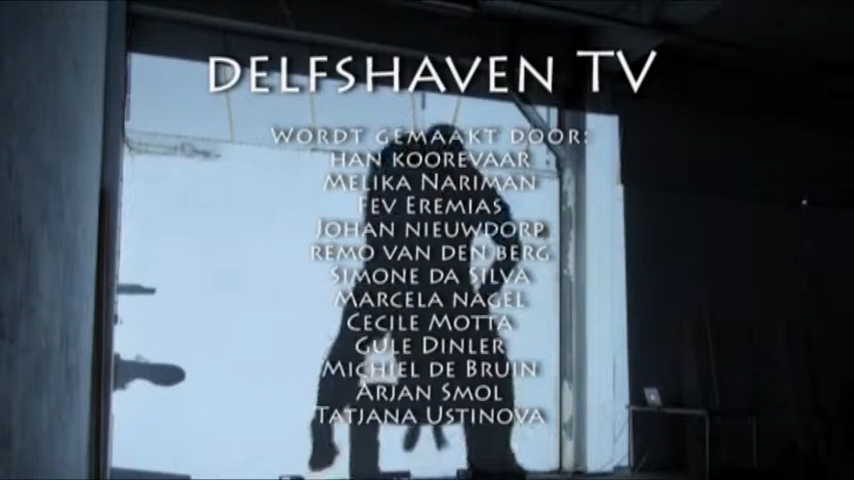 DELFSHAVEN TV
WORDT GEMAAKT DOOR:
HAN KOOREVAAR
MELIKA NARIMAN
FEV EREMIAS
JOHAN NIEUWDORP
REMO VAN DEN BERG
SIMONE DA SILVA
MARCELA NAGEL
CECILE MOTTA
GULE DINLER
MICHIEL DE BRUIN
ARJAN SMOL
TATJANA USTINOVA